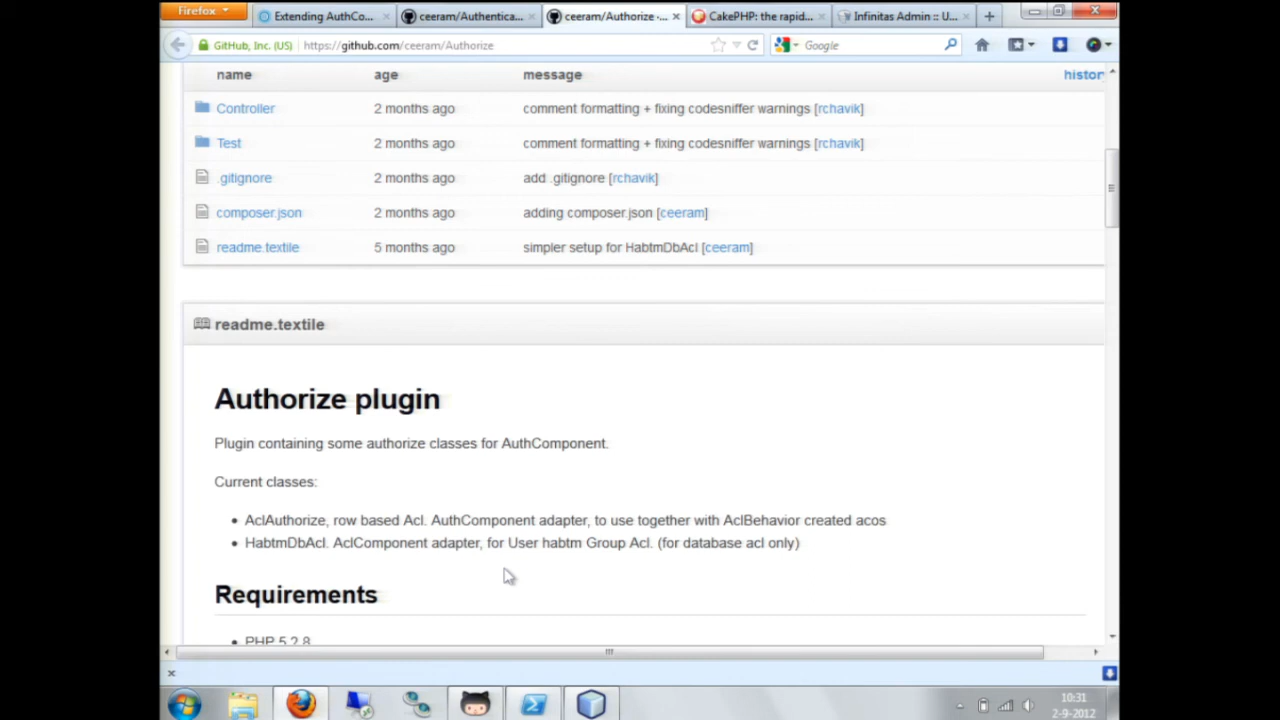 Firefox
Extending AuthCo...
ceeram/Authentica...
ceeram/Authorize ·...
CakePHP: the rapid...
Infinitas Admin :: U...
GitHub, Inc. (US)
https://github.com/ceeram/Authorize
Google
name age message histor
Controller 2 months ago comment formatting + fixing codesniffer warnings [rchavik]
Test 2 months ago comment formatting + fixing codesniffer warnings [rchavik]
.gitignore 2 months ago add .gitignore [rchavik]
composer.json 2 months ago adding composer.json [ceeram]
readme.textile 5 months ago simpler setup for HabtmDbAcl [ceeram]
readme.textile
Authorize plugin
Plugin containing some authorize classes for AuthComponent.
Current classes:
• AclAuthorize, row based Acl. AuthComponent adapter, to use together with AclBehavior created acos
• HabtmDbAcl. AclComponent adapter, for User habtm Group Acl. (for database acl only)
Requirements
• PHP 5.2.8
10:31
2-9-2012